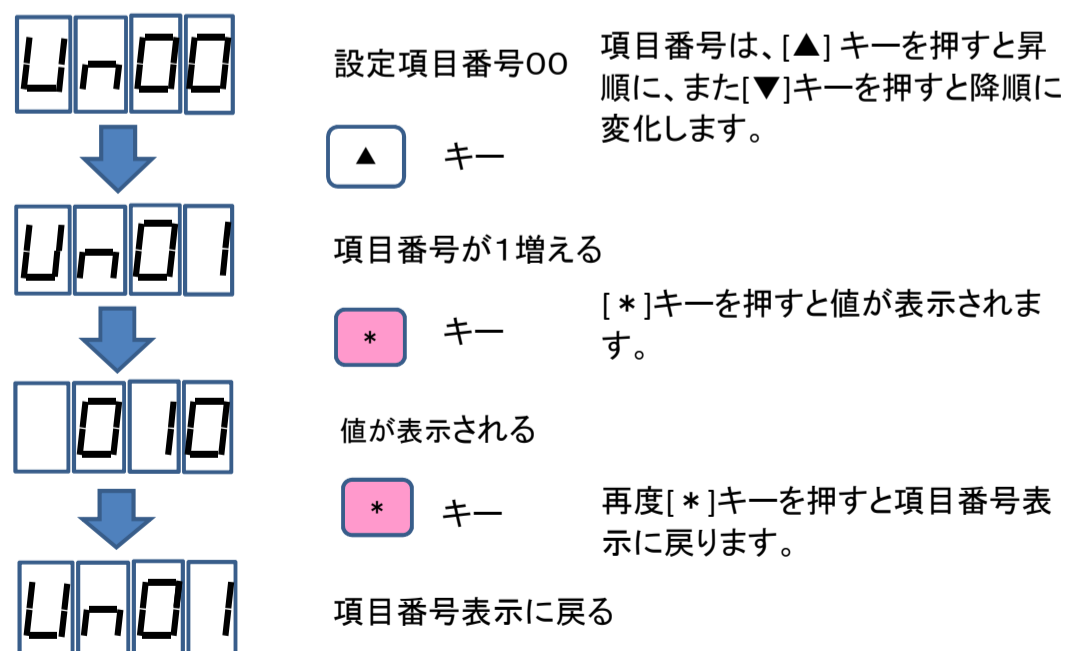 Un00
設定項目番号00
項目番号は、[▲] キーを押すと昇
順に、また[▼]キーを押すと降順に
変化します。
▲ キー
Un01
項目番号が1増える
* キー
[*]キーを押すと値が表示されま
す。
010
値が表示される
* キー
再度[*]キーを押すと項目番号表
示に戻ります。
Un01
項目番号表示に戻る